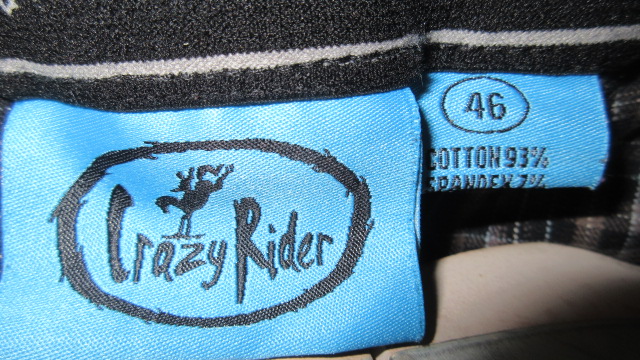 Crazy Rider
46
COTTON 93%
SPANDEX 7%